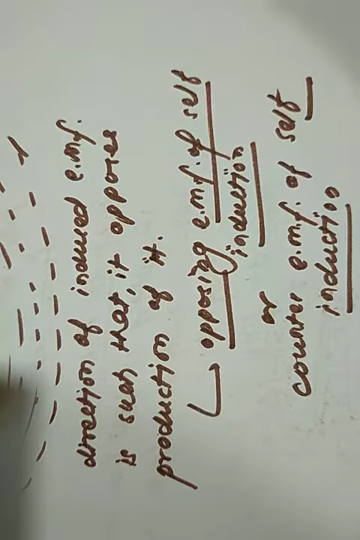 direction of induced e.m.f.
is such that, it opposes
production of it.
↳ opposing e.m.f. of self
induction
or
counter e.m.f. of self
induction